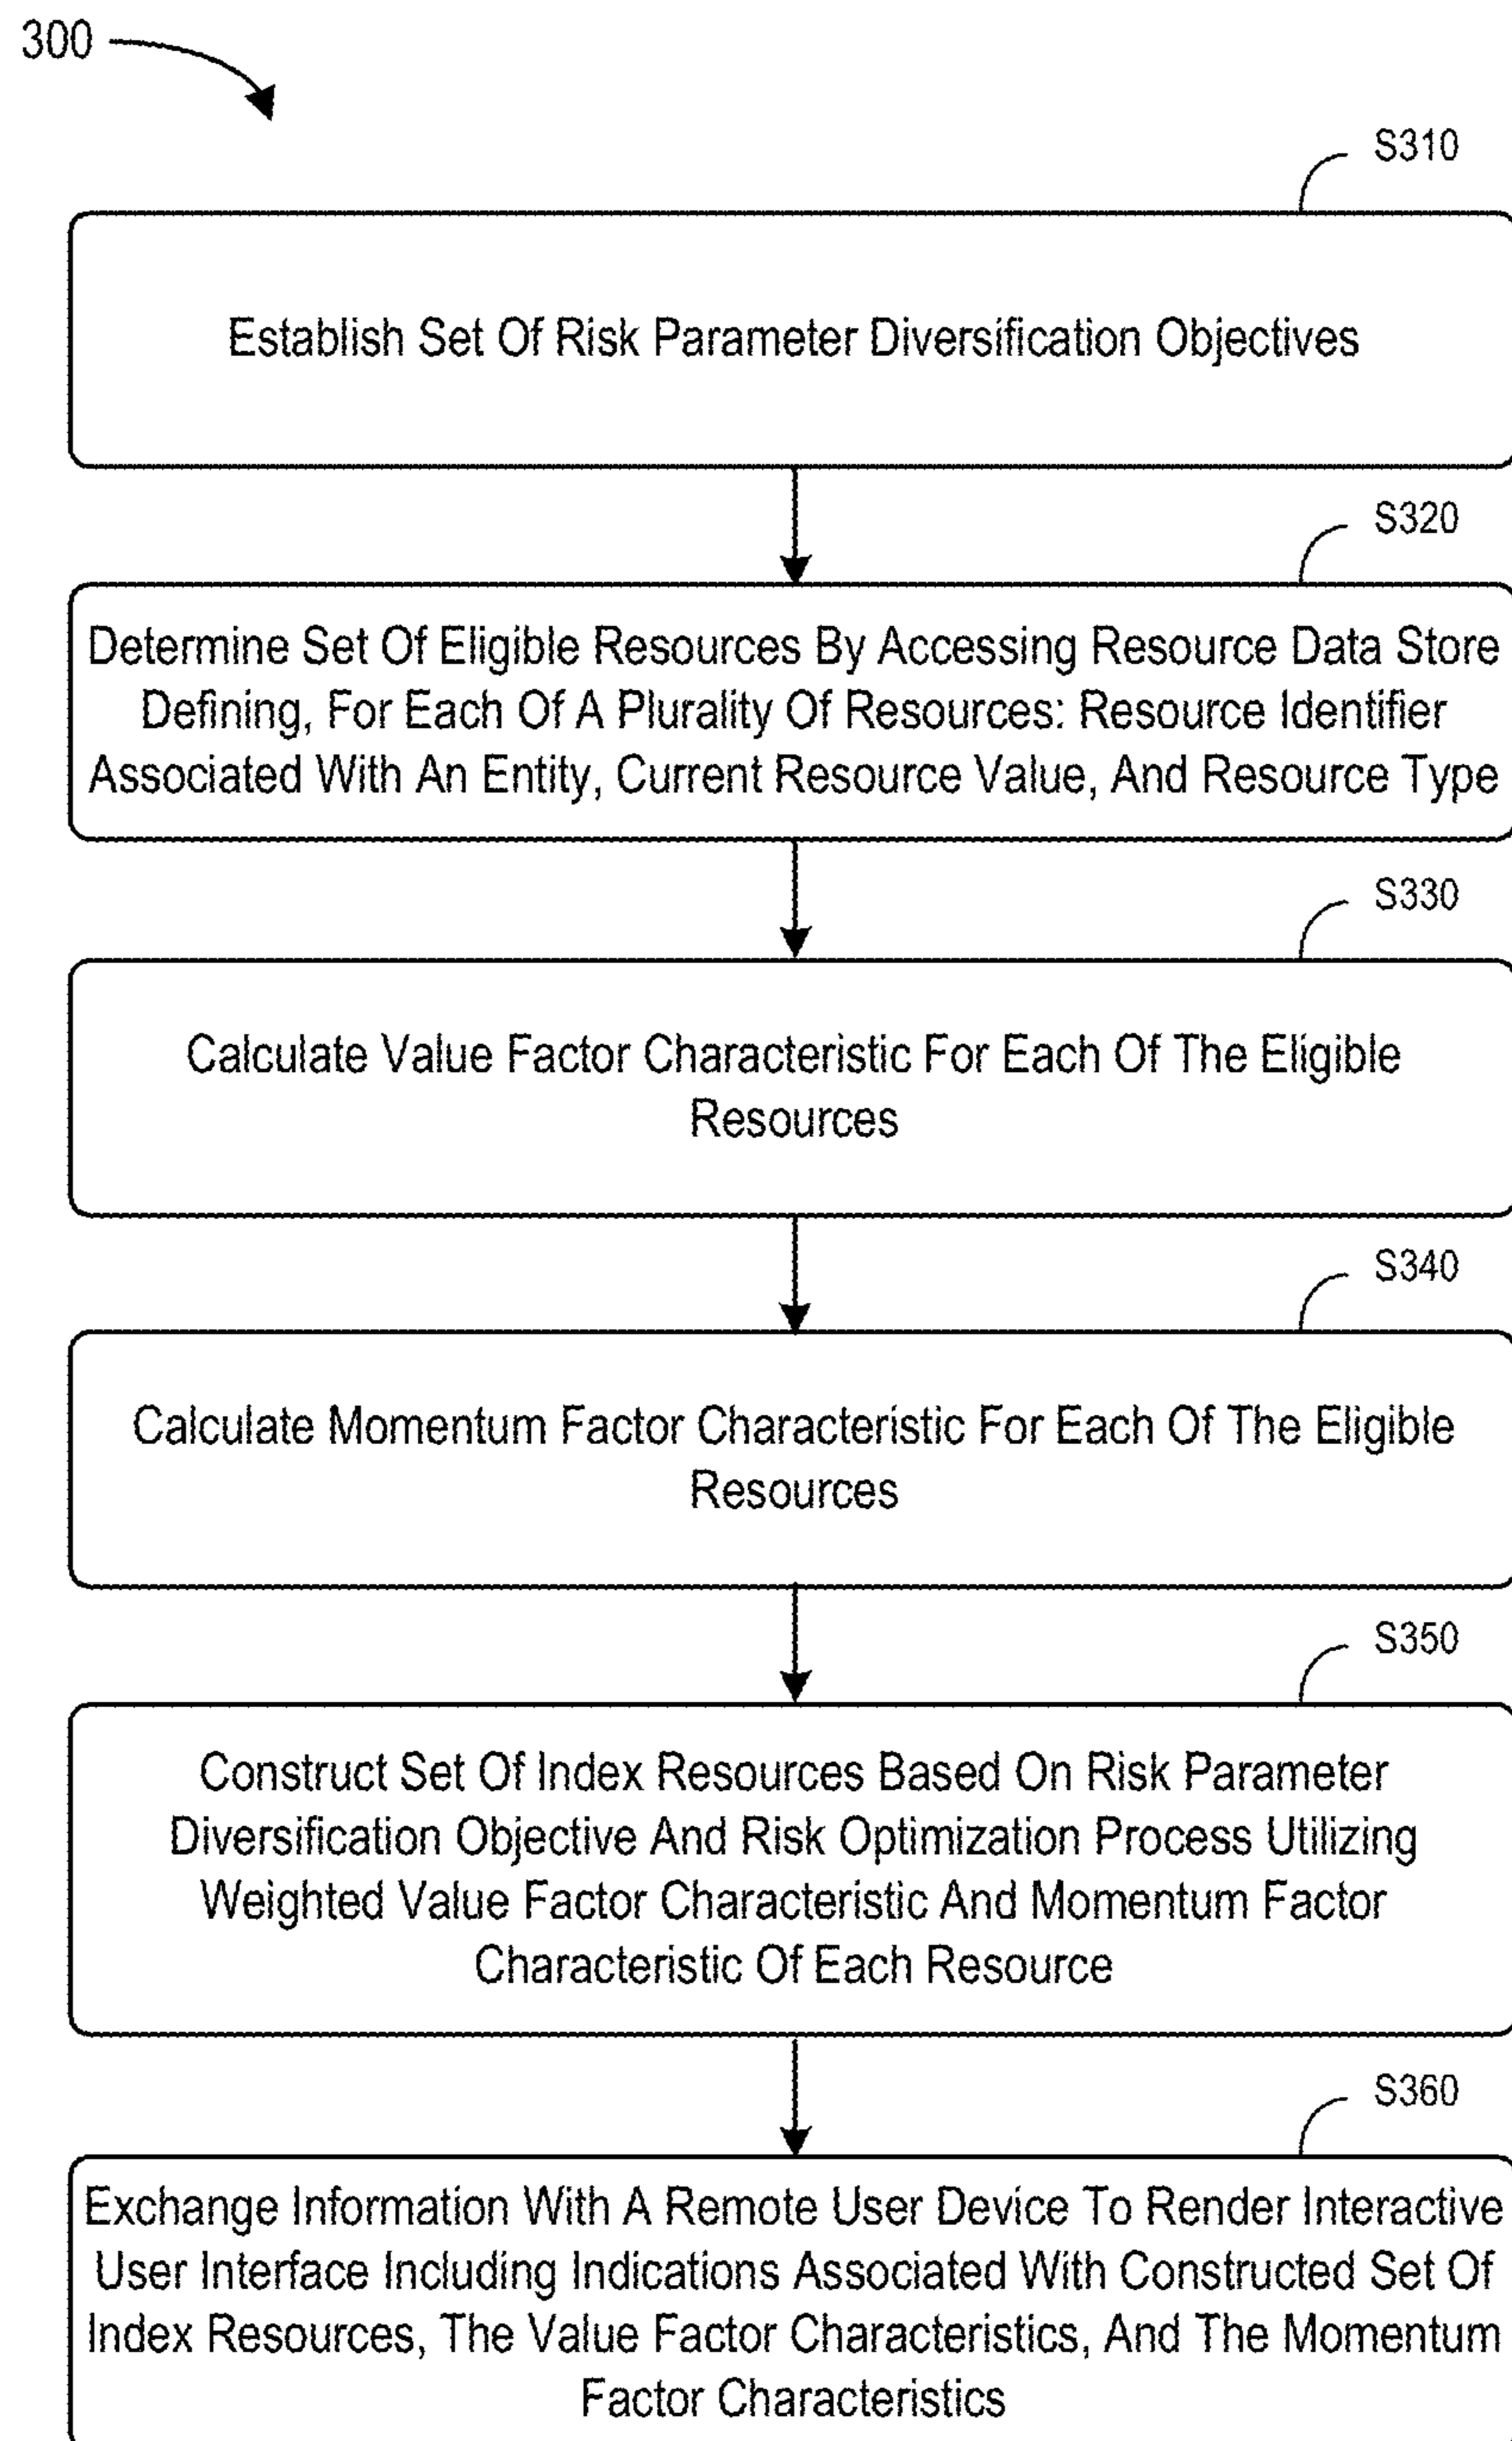 300
S310
Establish Set Of Risk Parameter Diversification Objectives
S320
Determine Set Of Eligible Resources By Accessing Resource Data Store
Defining, For Each Of A Plurality Of Resources: Resource Identifier
Associated With An Entity, Current Resource Value, And Resource Type
S330
Calculate Value Factor Characteristic For Each Of The Eligible
Resources
S340
Calculate Momentum Factor Characteristic For Each Of The Eligible
Resources
S350
Construct Set Of Index Resources Based On Risk Parameter
Diversification Objective And Risk Optimization Process Utilizing
Weighted Value Factor Characteristic And Momentum Factor
Characteristic Of Each Resource
S360
Exchange Information With A Remote User Device To Render Interactive
User Interface Including Indications Associated With Constructed Set Of
Index Resources, The Value Factor Characteristics, And The Momentum
Factor Characteristics